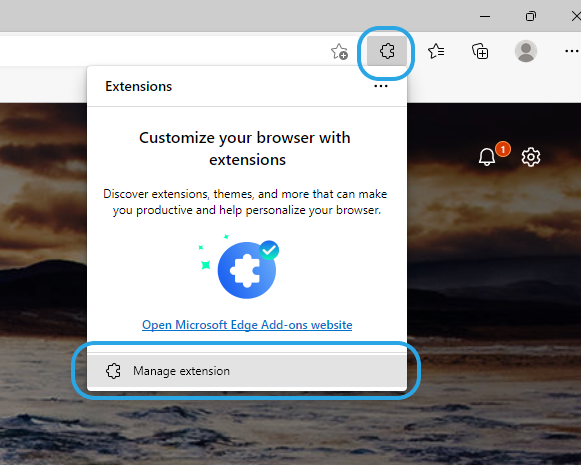 1
Extensions
Customize your browser with
extensions
Discover extensions, themes, and more that can make
you productive and help personalize your browser.
Open Microsoft Edge Add-ons website
Manage extension